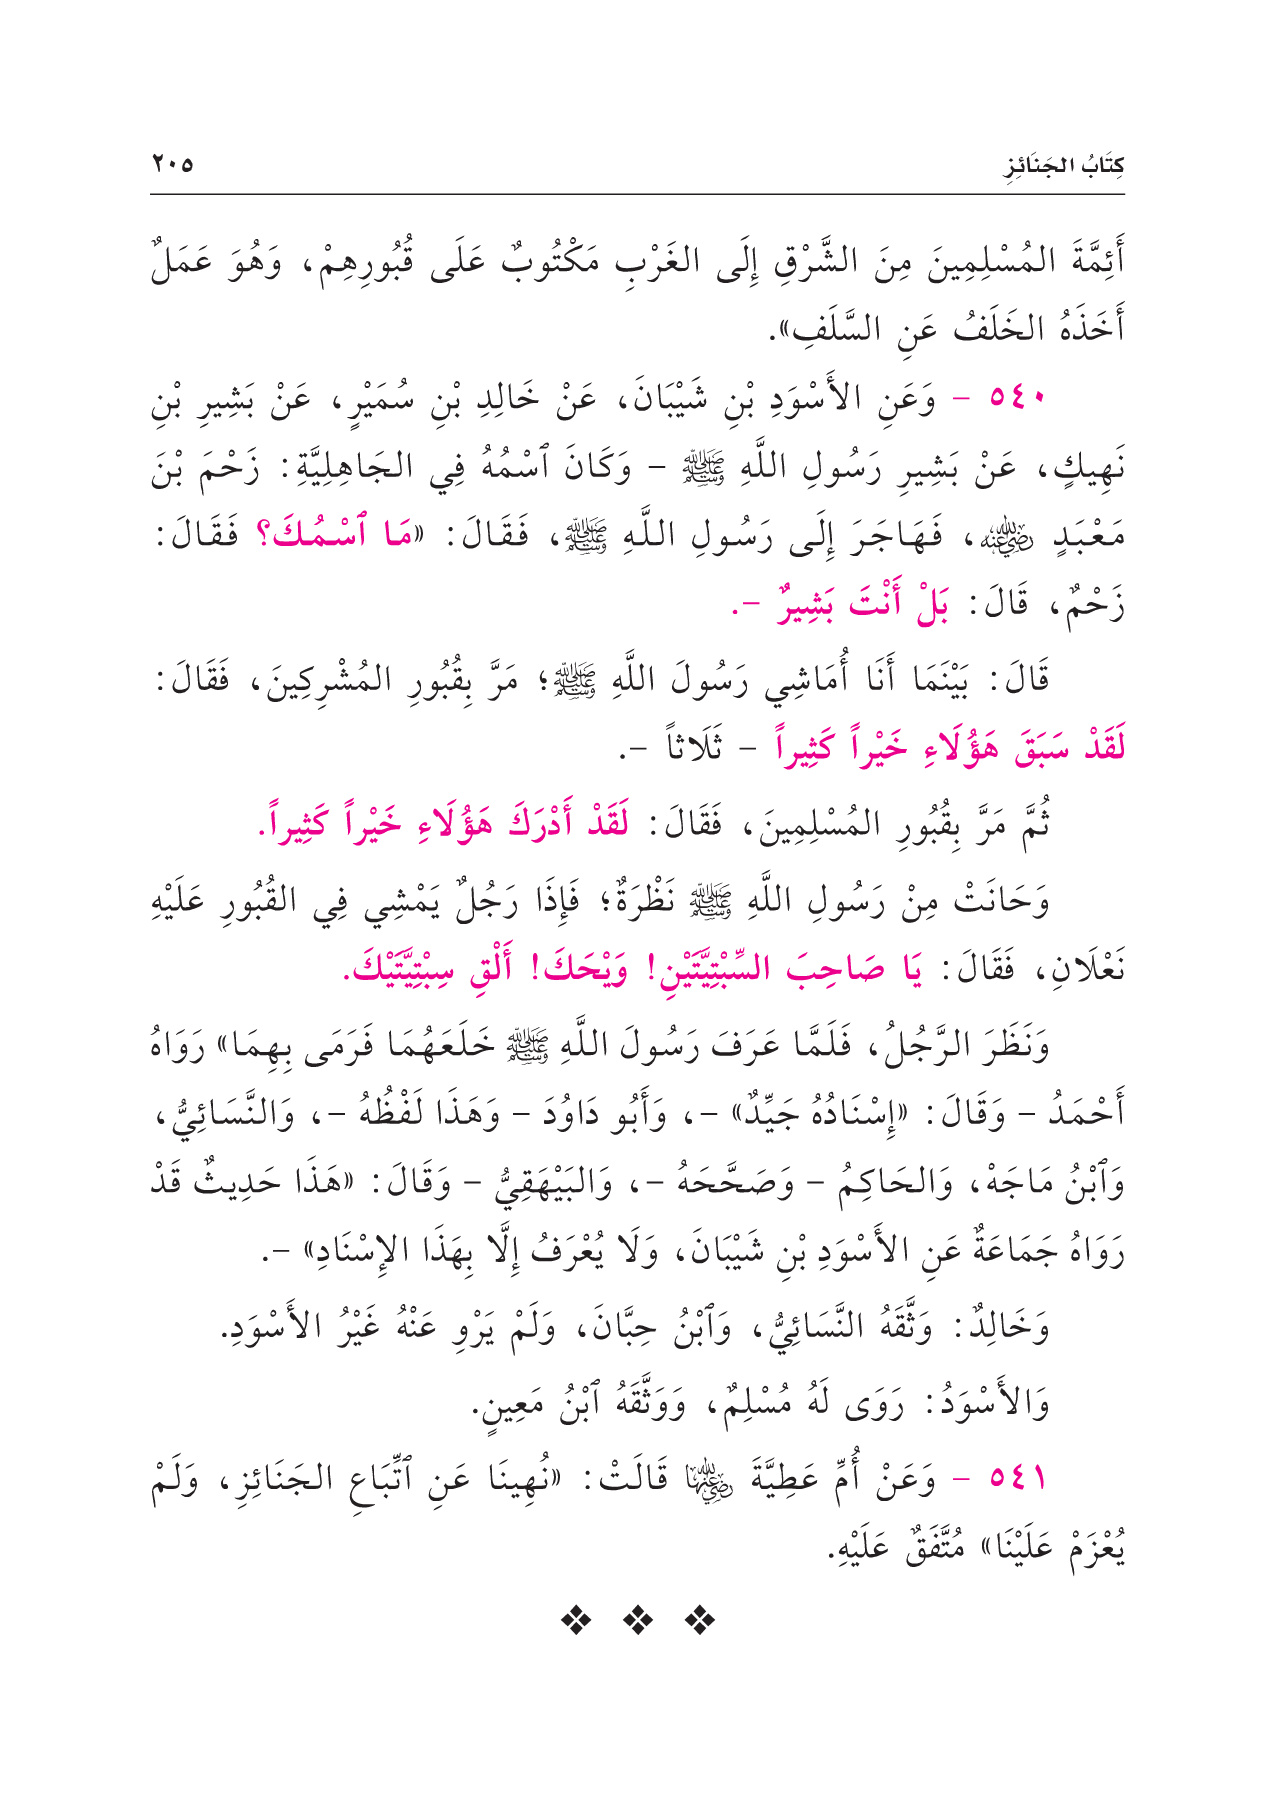 كِتَابُ الجَنَائِزِ ٢٠٥
أَئِمَّةَ المُسْلِمِينَ مِنَ الشَّرْقِ إِلَى الغَرْبِ مَكْتُوبٌ عَلَى قُبُورِهِمْ، وَهُوَ عَمَلٌ
أَخَذَهُ الخَلَفُ عَنِ السَّلَفِ».
٥٤٠ - وَعَنِ الأَسْوَدِ بْنِ شَيْبَانَ، عَنْ خَالِدِ بْنِ سُمَيْرٍ، عَنْ بَشِيرِ بْنِ
نَهِيكٍ، عَنْ بَشِيرِ رَسُولِ اللَّهِ ﷺ - وَكَانَ ٱسْمُهُ فِي الجَاهِلِيَّةِ: زَحْمَ بْنَ
مَعْبَدٍ رضي الله عنه، فَهَاجَرَ إِلَى رَسُولِ اللَّهِ ﷺ، فَقَالَ: «مَا ٱسْمُكَ؟ فَقَالَ:
زَحْمٌ، قَالَ: بَلْ أَنْتَ بَشِيرٌ -.
قَالَ: بَيْنَمَا أَنَا أُمَاشِي رَسُولَ اللَّهِ ﷺ؛ مَرَّ بِقُبُورِ المُشْرِكِينَ، فَقَالَ:
لَقَدْ سَبَقَ هَؤُلَاءِ خَيْراً كَثِيراً - ثَلَاثاً -.
ثُمَّ مَرَّ بِقُبُورِ المُسْلِمِينَ، فَقَالَ: لَقَدْ أَدْرَكَ هَؤُلَاءِ خَيْراً كَثِيراً.
وَحَانَتْ مِنْ رَسُولِ اللَّهِ ﷺ نَظْرَةٌ؛ فَإِذَا رَجُلٌ يَمْشِي فِي القُبُورِ عَلَيْهِ
نَعْلَانِ، فَقَالَ: يَا صَاحِبَ السِّبْتِيَّتَيْنِ! وَيْحَكَ! أَلْقِ سِبْتِيَّتَيْكَ.
وَنَظَرَ الرَّجُلُ، فَلَمَّا عَرَفَ رَسُولَ اللَّهِ ﷺ خَلَعَهُمَا فَرَمَى بِهِمَا» رَوَاهُ
أَحْمَدُ - وَقَالَ: «إِسْنَادُهُ جَيِّدٌ» -، وَأَبُو دَاوُدَ - وَهَذَا لَفْظُهُ -، وَالنَّسَائِيُّ،
وَٱبْنُ مَاجَهْ، وَالحَاكِمُ - وَصَحَّحَهُ -، وَالبَيْهَقِيُّ - وَقَالَ: «هَذَا حَدِيثٌ قَدْ
رَوَاهُ جَمَاعَةٌ عَنِ الأَسْوَدِ بْنِ شَيْبَانَ، وَلَا يُعْرَفُ إِلَّا بِهَذَا الإِسْنَادِ» -.
وَخَالِدٌ: وَثَّقَهُ النَّسَائِيُّ، وَٱبْنُ حِبَّانَ، وَلَمْ يَرْوِ عَنْهُ غَيْرُ الأَسْوَدِ.
وَالأَسْوَدُ: رَوَى لَهُ مُسْلِمٌ، وَوَثَّقَهُ ٱبْنُ مَعِينٍ.
٥٤١ - وَعَنْ أُمِّ عَطِيَّةَ رضي الله عنها قَالَتْ: «نُهِينَا عَنِ ٱتِّبَاعِ الجَنَائِزِ، وَلَمْ
يُعْزَمْ عَلَيْنَا» مُتَّفَقٌ عَلَيْهِ.